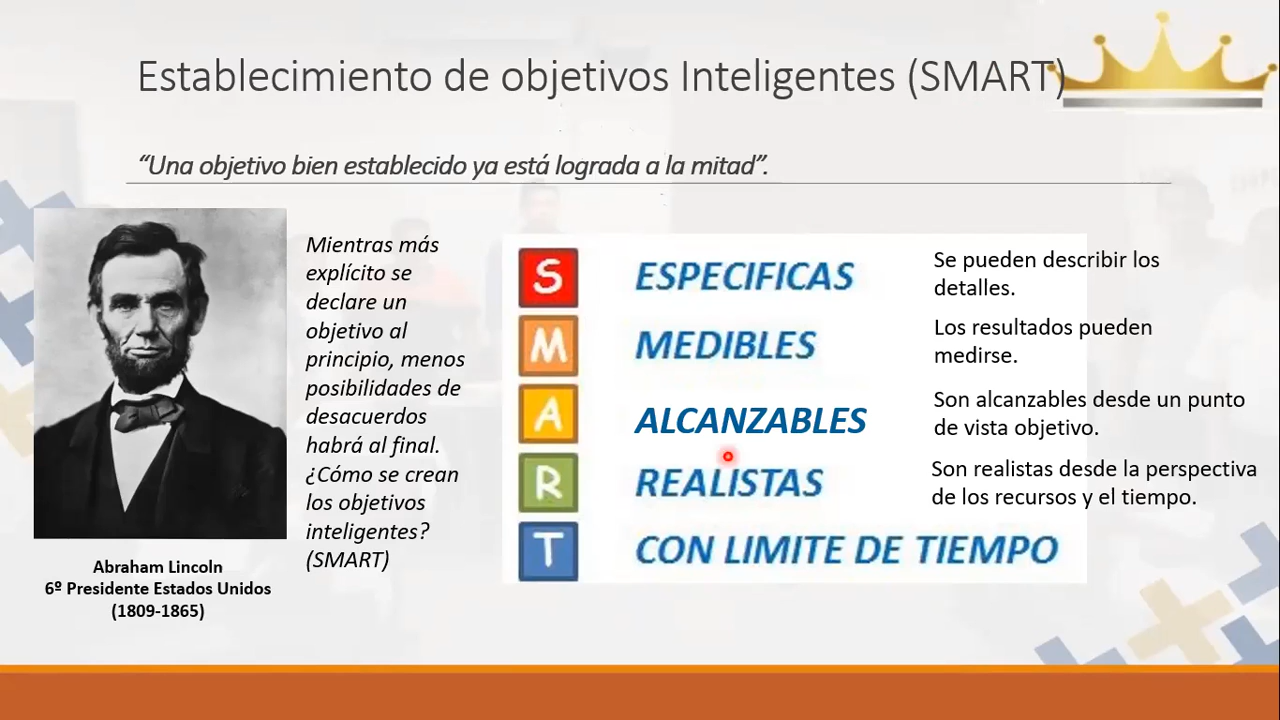 Establecimiento de objetivos Inteligentes (SMART)
“Una objetivo bien establecido ya está lograda a la mitad”.
Mientras más
explícito se
declare un
objetivo al
principio, menos
posibilidades de
desacuerdos
habrá al final.
¿Cómo se crean
los objetivos
inteligentes?
(SMART)
Abraham Lincoln
6º Presidente Estados Unidos
(1809-1865)
S ESPECIFICAS
Se pueden describir los
detalles.
M MEDIBLES
Los resultados pueden
medirse.
A ALCANZABLES
Son alcanzables desde un punto
de vista objetivo.
R REALISTAS
Son realistas desde la perspectiva
de los recursos y el tiempo.
T CON LIMITE DE TIEMPO